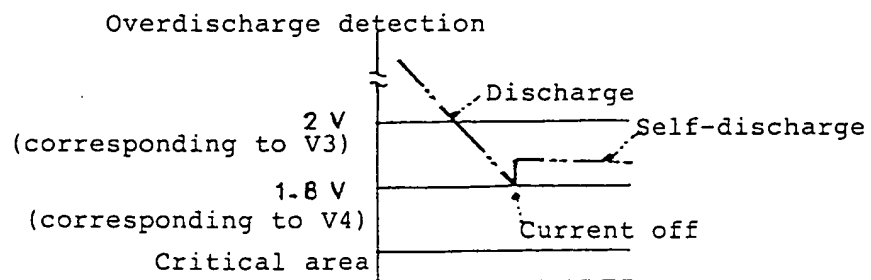 Overdischarge detection
Discharge
2 V
(corresponding to V3)
Self-discharge
1.8 V
(corresponding to V4)
Current off
Critical area